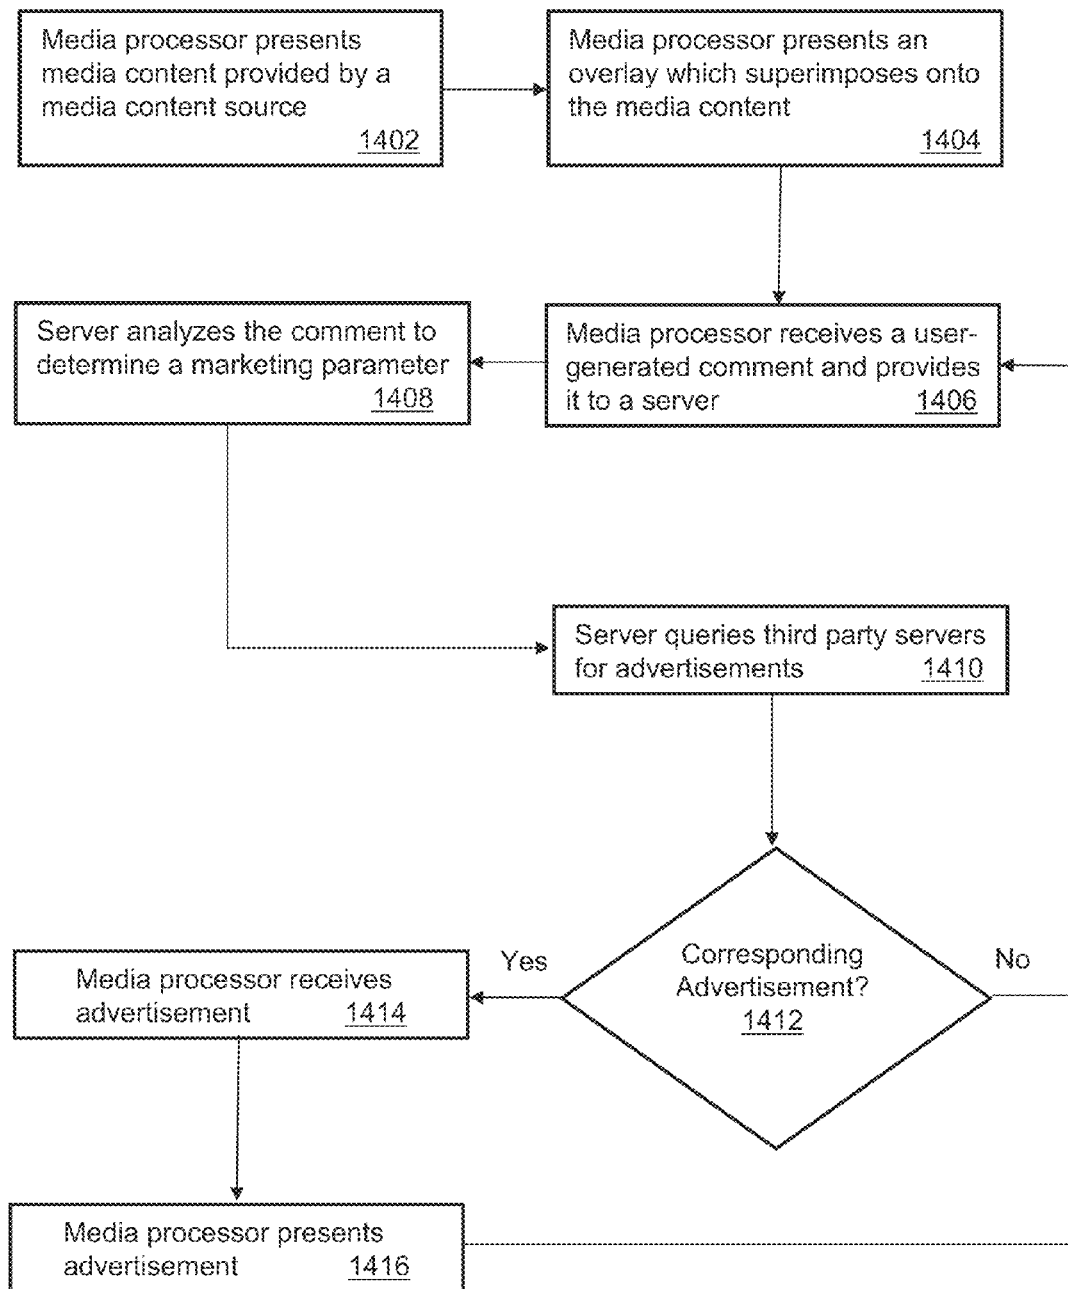 Media processor presents
media content provided by a
media content source
1402
Media processor presents an
overlay which superimposes onto
the media content
1404
Server analyzes the comment to
determine a marketing parameter
1408
Media processor receives a user-
generated comment and provides
it to a server 1406
Server queries third party servers
for advertisements 1410
Corresponding
Advertisement?
1412
Yes
No
Media processor receives
advertisement 1414
Media processor presents
advertisement 1416